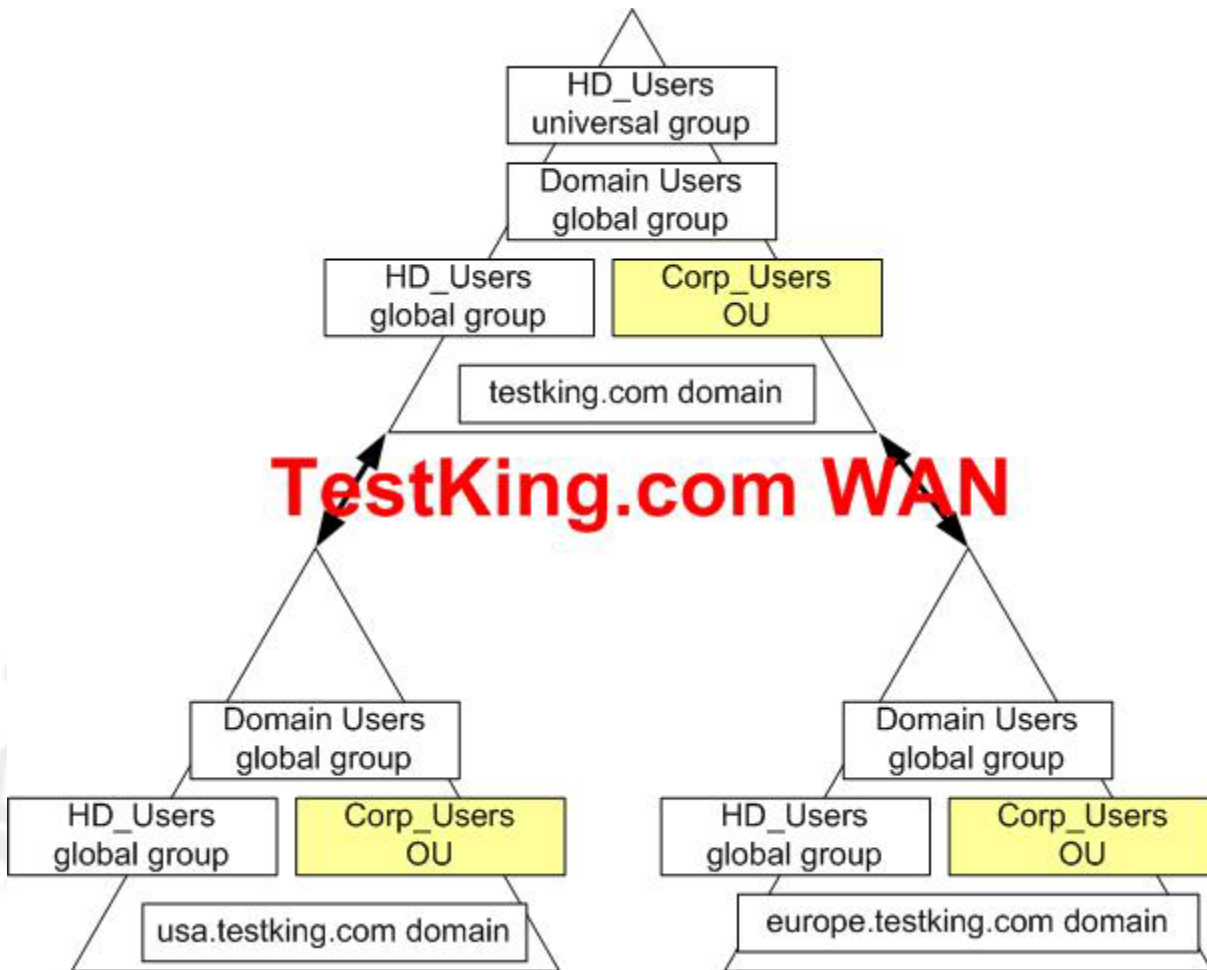 HD_Users
universal group
Domain Users
global group
HD_Users
global group
Corp_Users
OU
testking.com domain
TestKing.com WAN
Domain Users
global group
HD_Users
global group
Corp_Users
OU
usa.testking.com domain
Domain Users
global group
HD_Users
global group
Corp_Users
OU
europe.testking.com domain